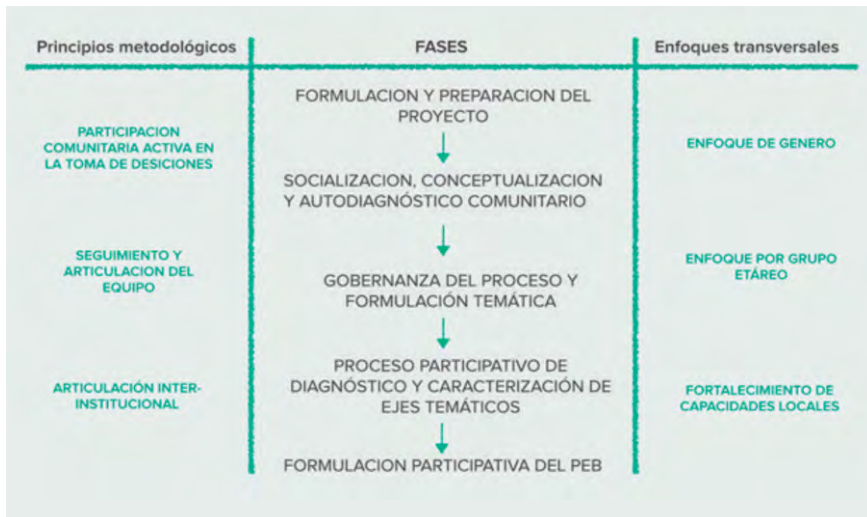 Principios metodológicos
PARTICIPACION
COMUNITARIA ACTIVA EN
LA TOMA DE DESICIONES
SEGUIMIENTO Y
ARTICULACION DEL
EQUIPO
ARTICULACIÓN INTER-
INSTITUCIONAL
FASES
FORMULACION Y PREPARACION DEL
PROYECTO
SOCIALIZACION, CONCEPTUALIZACION
Y AUTODIAGNÓSTICO COMUNITARIO
GOBERNANZA DEL PROCESO Y
FORMULACIÓN TEMÁTICA
PROCESO PARTICIPATIVO DE
DIAGNÓSTICO Y CARACTERIZACIÓN DE
EJES TEMÁTICOS
FORMULACION PARTICIPATIVA DEL PEB
Enfoques transversales
ENFOQUE DE GENERO
ENFOQUE POR GRUPO
ETÁREO
FORTALECIMIENTO DE
CAPACIDADES LOCALES